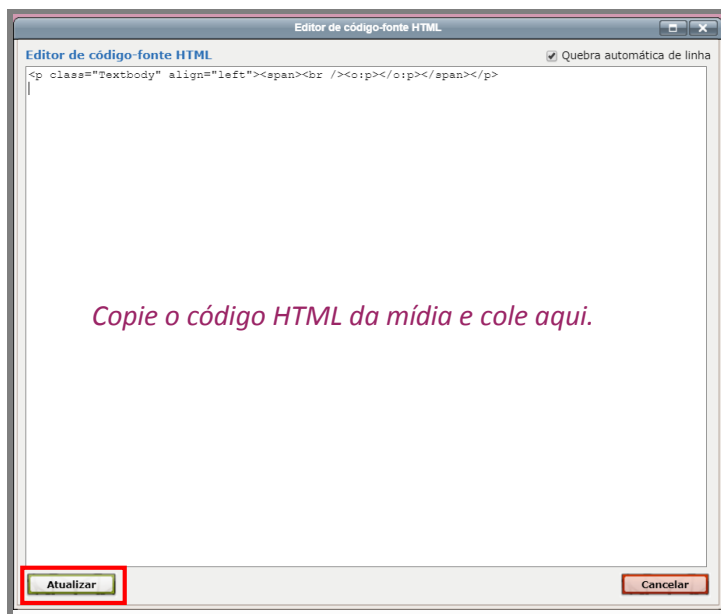 Editor de código-fonte HTML
Editor de código-fonte HTML
Quebra automática de linha
<p class="Textbody" align="left"><span><br /><o:p></o:p></span></p>
Copie o código HTML da mídia e cole aqui.
Atualizar
Cancelar